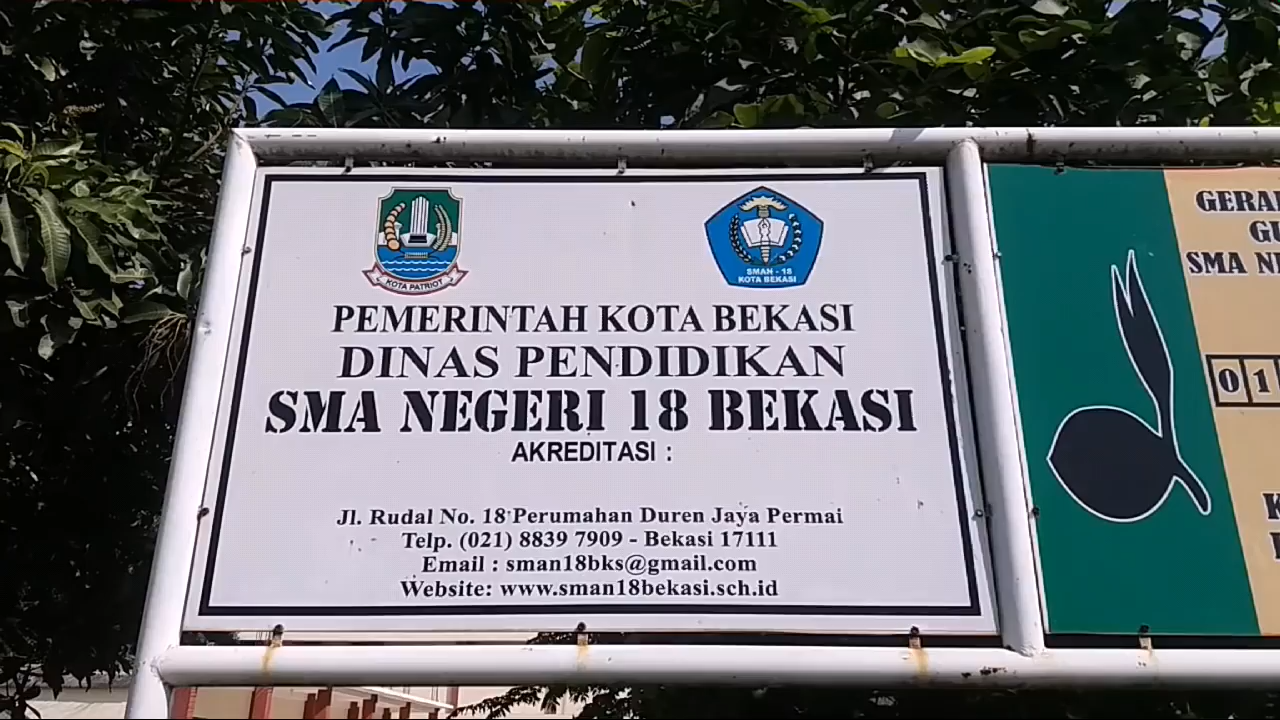 KOTA PATRIOT
SMAN - 18
KOTA BEKASI
PEMERINTAH KOTA BEKASI
DINAS PENDIDIKAN
SMA NEGERI 18 BEKASI
AKREDITASI :
Jl. Rudal No. 18 Perumahan Duren Jaya Permai
Telp. (021) 8839 7909 - Bekasi 17111
Email : sman18bks@gmail.com
Website: www.sman18bekasi.sch.id
SMA
01